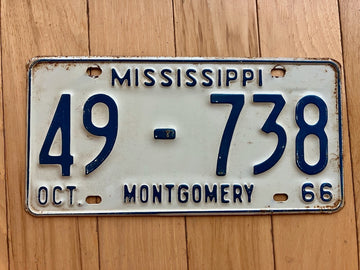 MISSISSIPPI
49 - 738
OCT. MONTGOMERY 66